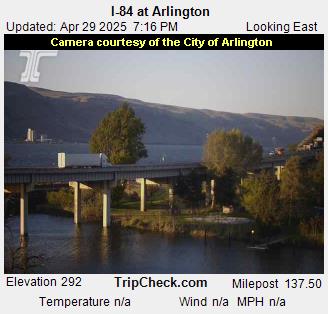 I-84 at Arlington
Updated: Apr 29 2025 7:16 PM Looking East
Camera courtesy of the City of Arlington
Elevation 292 TripCheck.com Milepost 137.50
Temperature n/a Wind n/a MPH n/a